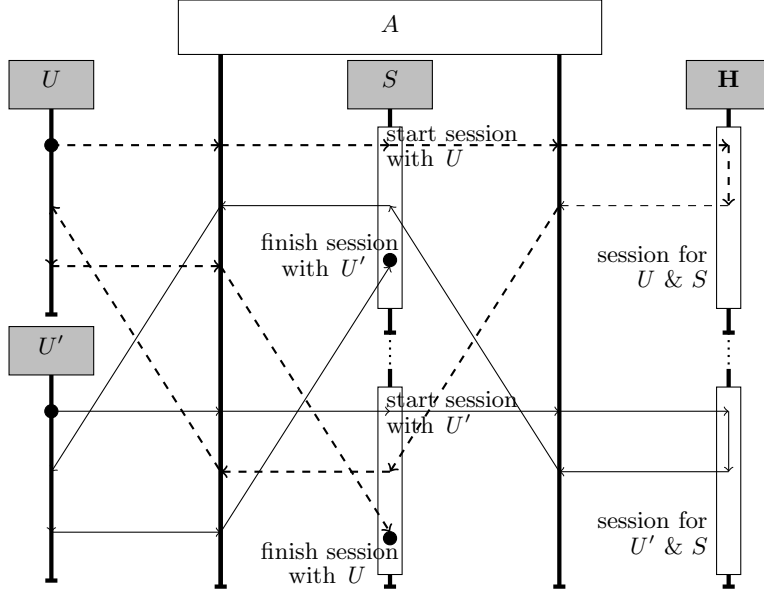 A
U
S
H
start session
with U
finish session
with U′
session for
U & S
U′
start session
with U′
session for
U′ & S
finish session
with U